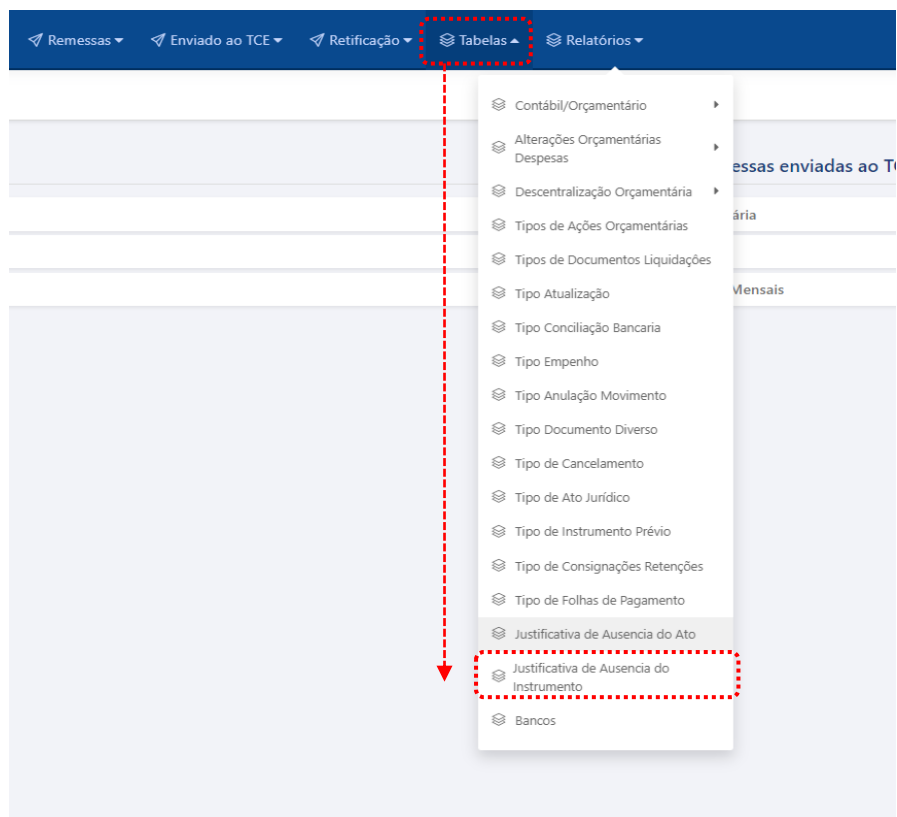 Remessas Enviado ao TCE Retificação Tabelas Relatórios
Contábil/Orçamentário
Alterações Orçamentárias
Despesas
essas enviadas ao T
Descentralização Orçamentária
ária
Tipos de Ações Orçamentárias
Tipos de Documentos Liquidações
Tipo Atualização
Mensais
Tipo Conciliação Bancaria
Tipo Empenho
Tipo Anulação Movimento
Tipo Documento Diverso
Tipo de Cancelamento
Tipo de Ato Jurídico
Tipo de Instrumento Prévio
Tipo de Consignações Retenções
Tipo de Folhas de Pagamento
Justificativa de Ausencia do Ato
Justificativa de Ausencia do
Instrumento
Bancos